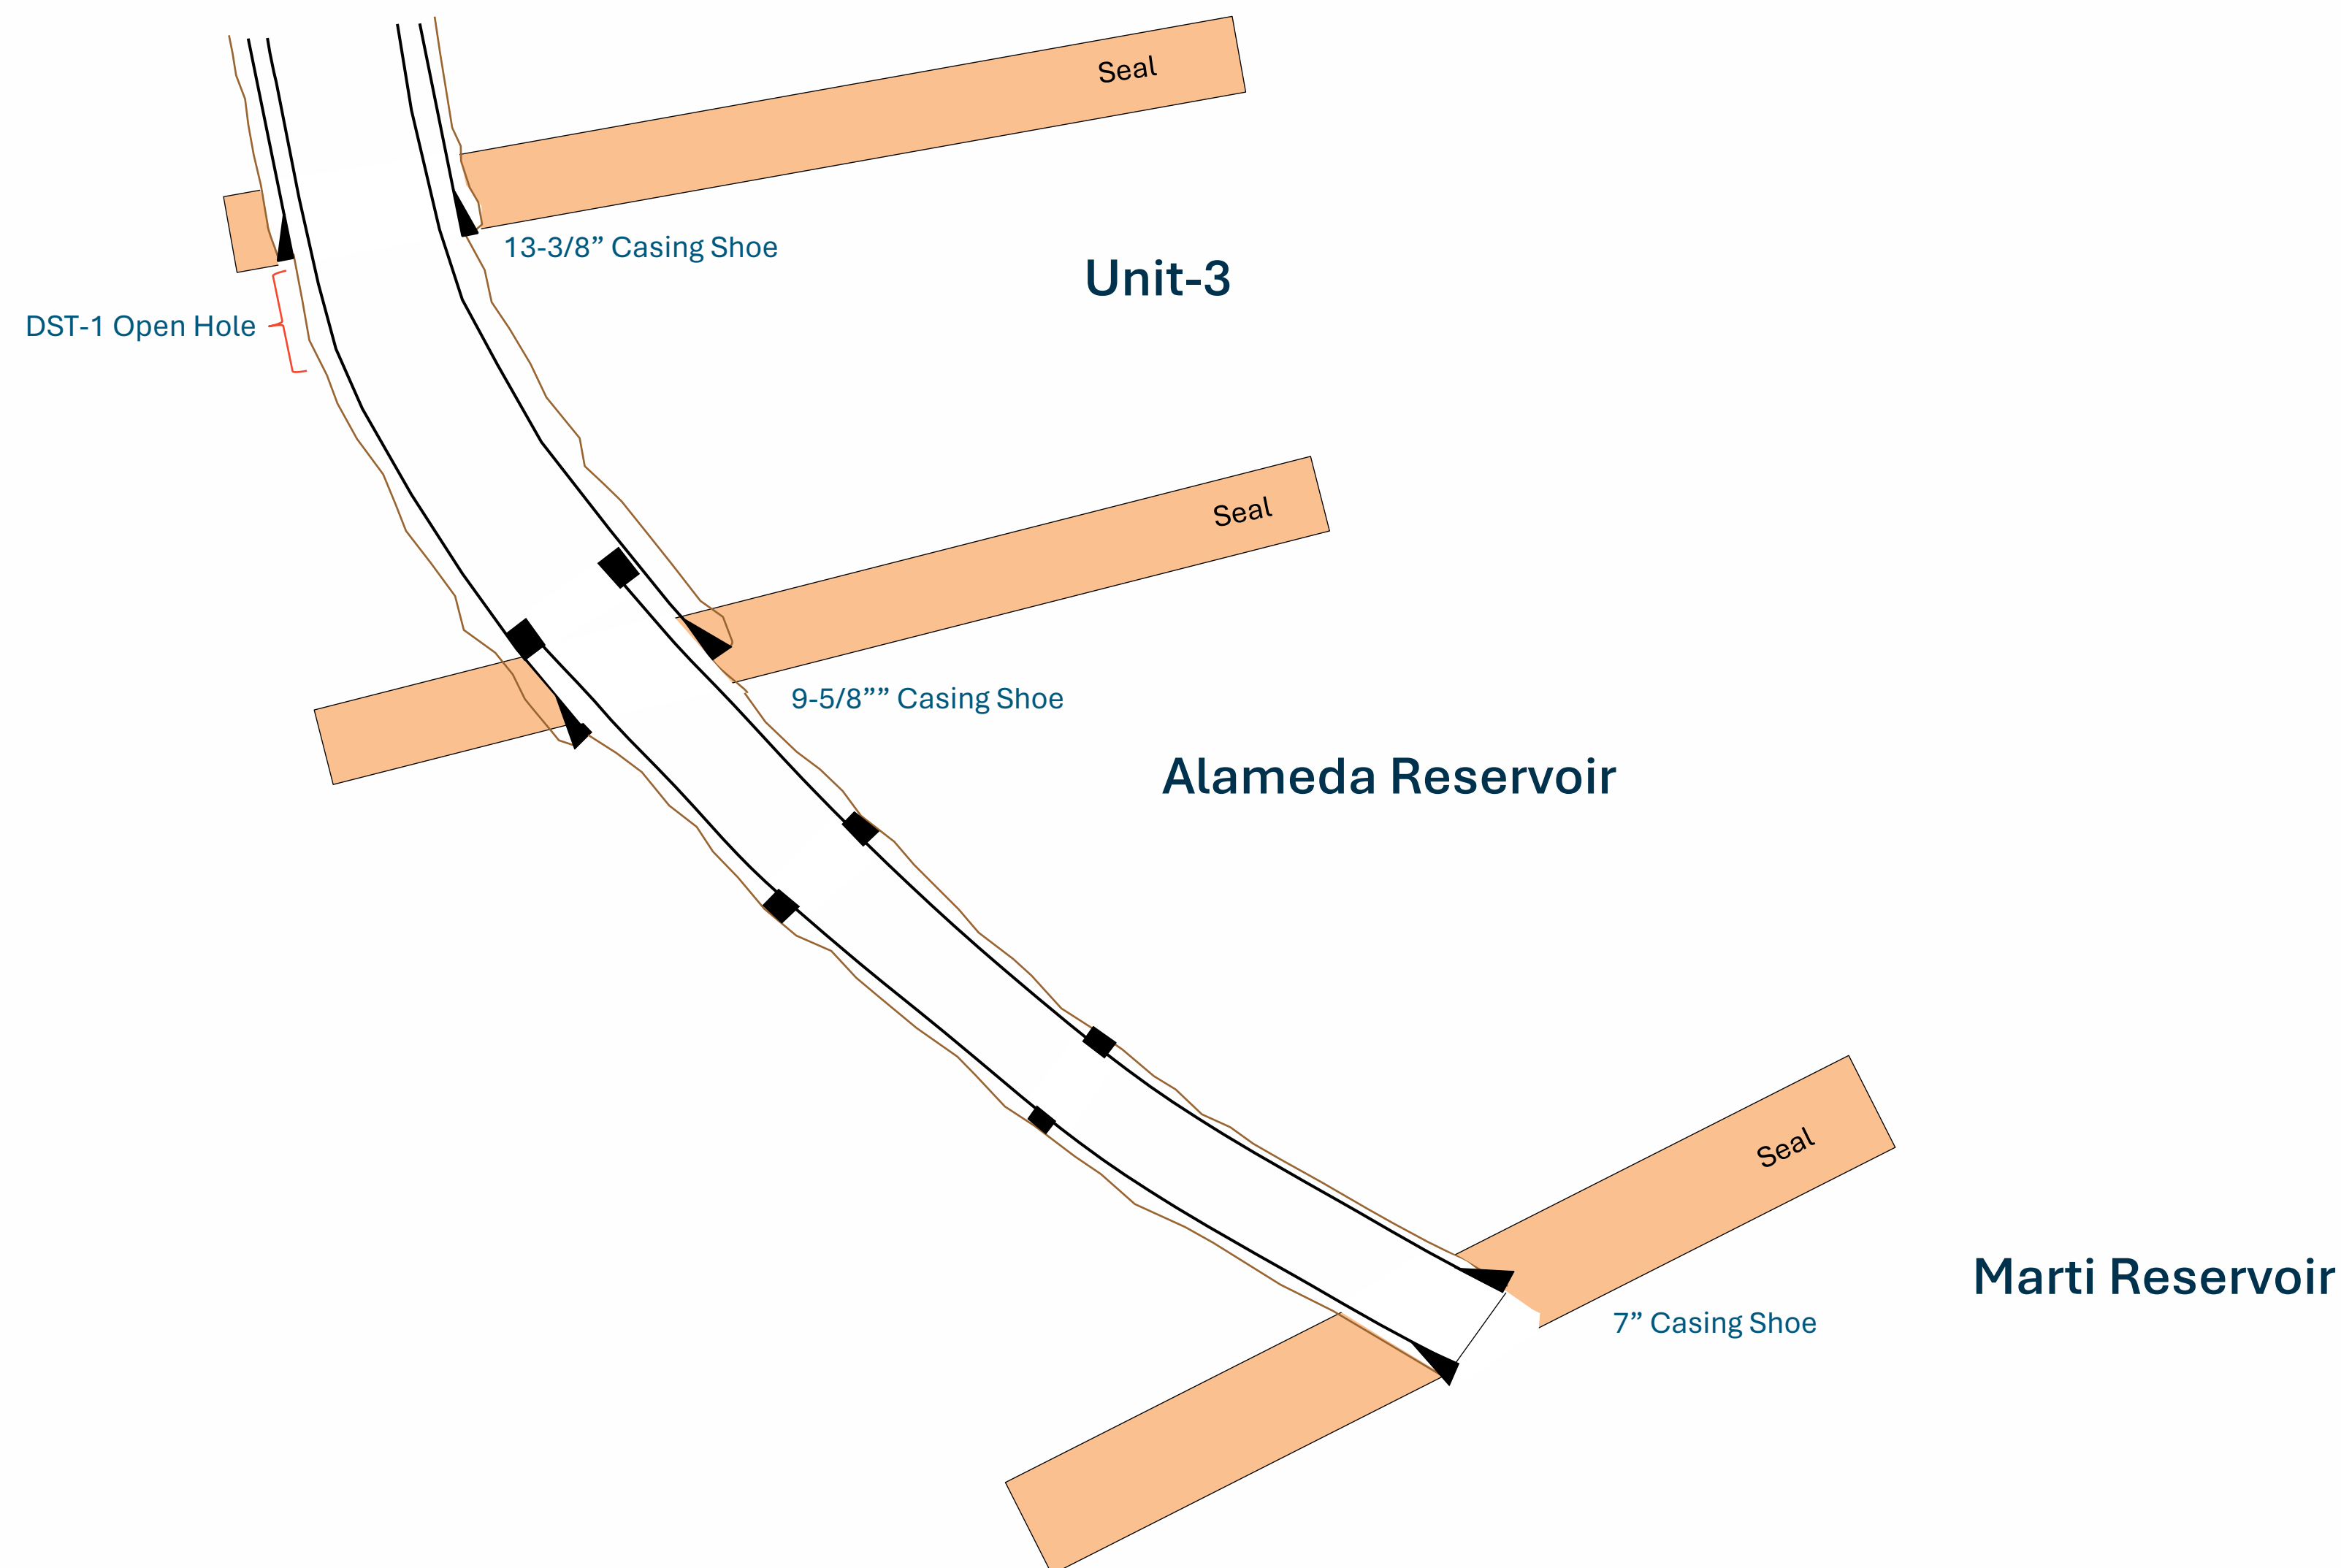 Seal
13-3/8” Casing Shoe
Unit-3
DST-1 Open Hole
Seal
9-5/8”” Casing Shoe
Alameda Reservoir
Seal
Marti Reservoir
7” Casing Shoe